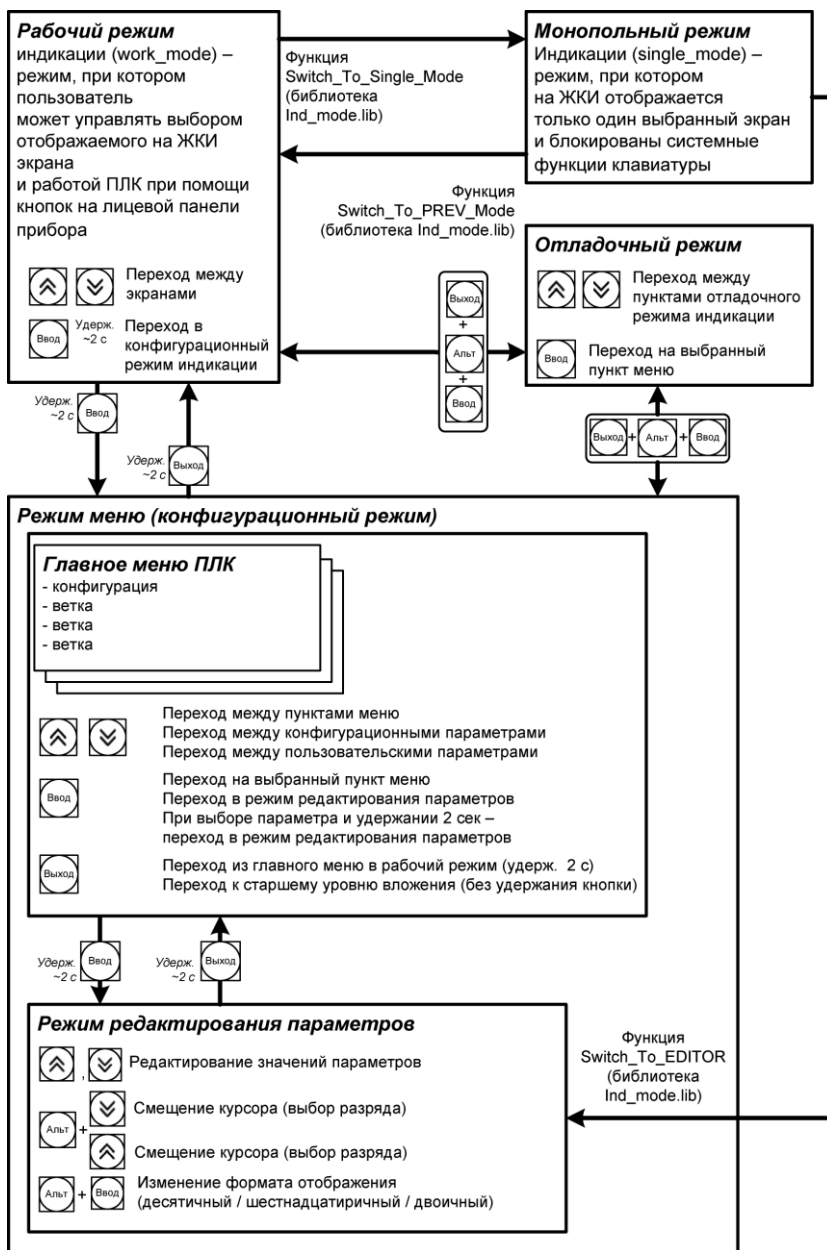 Рабочий режим
индикации (work_mode) –
режим, при котором
пользователь
может управлять выбором
отображаемого на ЖКИ
экрана
и работой ПЛК при помощи
кнопок на лицевой панели
прибора
Переход между
экранами
Ввод
Удерж.
~2 с
Переход в
конфигурационный
режим индикации
Функция
Switch_To_Single_Mode
(библиотека
Ind_mode.lib)
Монопольный режим
Индикации (single_mode) –
режим, при котором
на ЖКИ отображается
только один выбранный экран
и блокированы системные
функции клавиатуры
Функция
Switch_To_PREV_Mode
(библиотека Ind_mode.lib)
Выход
+
Альт
+
Ввод
Отладочный режим
Переход между
пунктами отладочного
режима индикации
Ввод
Переход на выбранный
пункт меню
Удерж.
~2 с
Ввод
Удерж.
~2 с
Выход
Выход + Альт + Ввод
Режим меню (конфигурационный режим)
Главное меню ПЛК
- конфигурация
- ветка
- ветка
- ветка
Переход между пунктами меню
Переход между конфигурационными параметрами
Переход между пользовательскими параметрами
Ввод
Переход на выбранный пункт меню
Переход в режим редактирования параметров
При выборе параметра и удержании 2 сек –
переход в режим редактирования параметров
Выход
Переход из главного меню в рабочий режим (удерж. 2 с)
Переход к старшему уровню вложения (без удержания кнопки)
Удерж.
~2 с
Ввод
Удерж.
~2 с
Выход
Режим редактирования параметров
, Редактирование значений параметров
Альт +
Смещение курсора (выбор разряда)
Смещение курсора (выбор разряда)
Альт + Ввод
Изменение формата отображения
(десятичный / шестнадцатиричный / двоичный)
Функция
Switch_To_EDITOR
(библиотека
Ind_mode.lib)